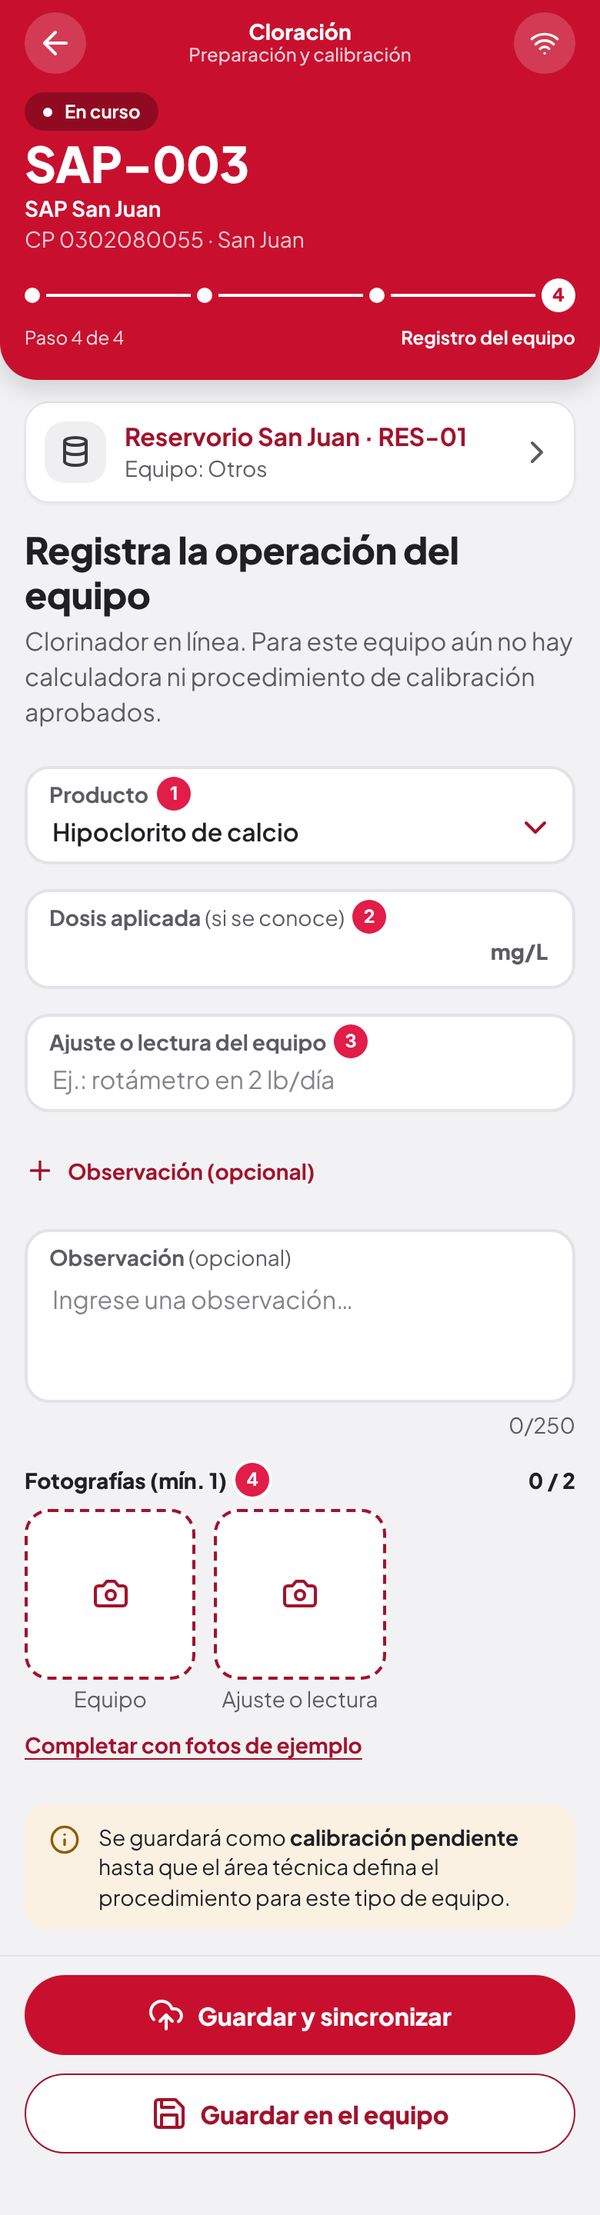 Cloración
Preparación y calibración
En curso
SAP-003
SAP San Juan
CP 0302080055 · San Juan
4
Paso 4 de 4
Registro del equipo
Reservorio San Juan · RES-01
Equipo: Otros
Registra la operación del
equipo
Clorinador en línea. Para este equipo aún no hay
calculadora ni procedimiento de calibración
aprobados.
Producto 1
Hipoclorito de calcio
Dosis aplicada (si se conoce) 2
mg/L
Ajuste o lectura del equipo 3
Ej.: rotámetro en 2 lb/día
+ Observación (opcional)
Observación (opcional)
Ingrese una observación...
0/250
Fotografías (mín. 1) 4
0 / 2
Equipo
Ajuste o lectura
Completar con fotos de ejemplo
Se guardará como calibración pendiente
hasta que el área técnica defina el
procedimiento para este tipo de equipo.
Guardar y sincronizar
Guardar en el equipo